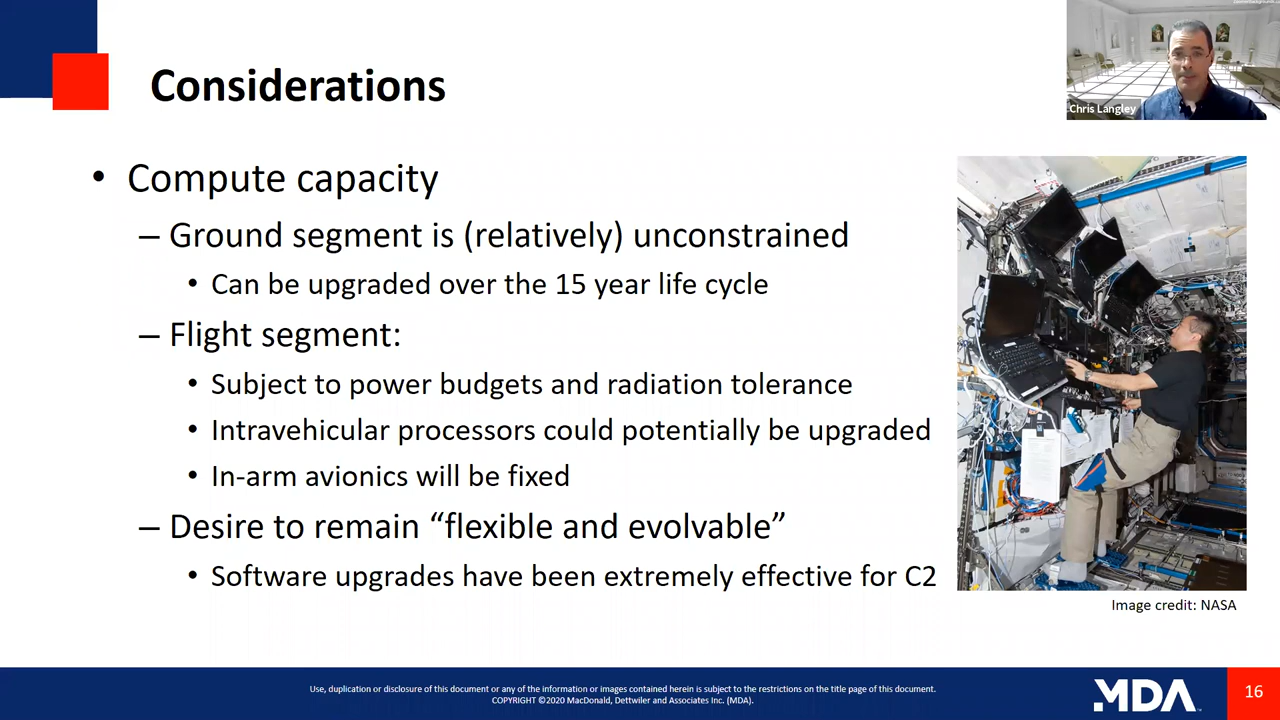 Considerations
Chris Langley
• Compute capacity
– Ground segment is (relatively) unconstrained
• Can be upgraded over the 15 year life cycle
– Flight segment:
• Subject to power budgets and radiation tolerance
• Intravehicular processors could potentially be upgraded
• In-arm avionics will be fixed
– Desire to remain “flexible and evolvable”
• Software upgrades have been extremely effective for C2
Image credit: NASA
Use, duplication or disclosure of this document or any of the information or images contained herein is subject to the restrictions on the title page of this document.
COPYRIGHT ©2020 MacDonald, Dettwiler and Associates Inc. (MDA).
MDA
16